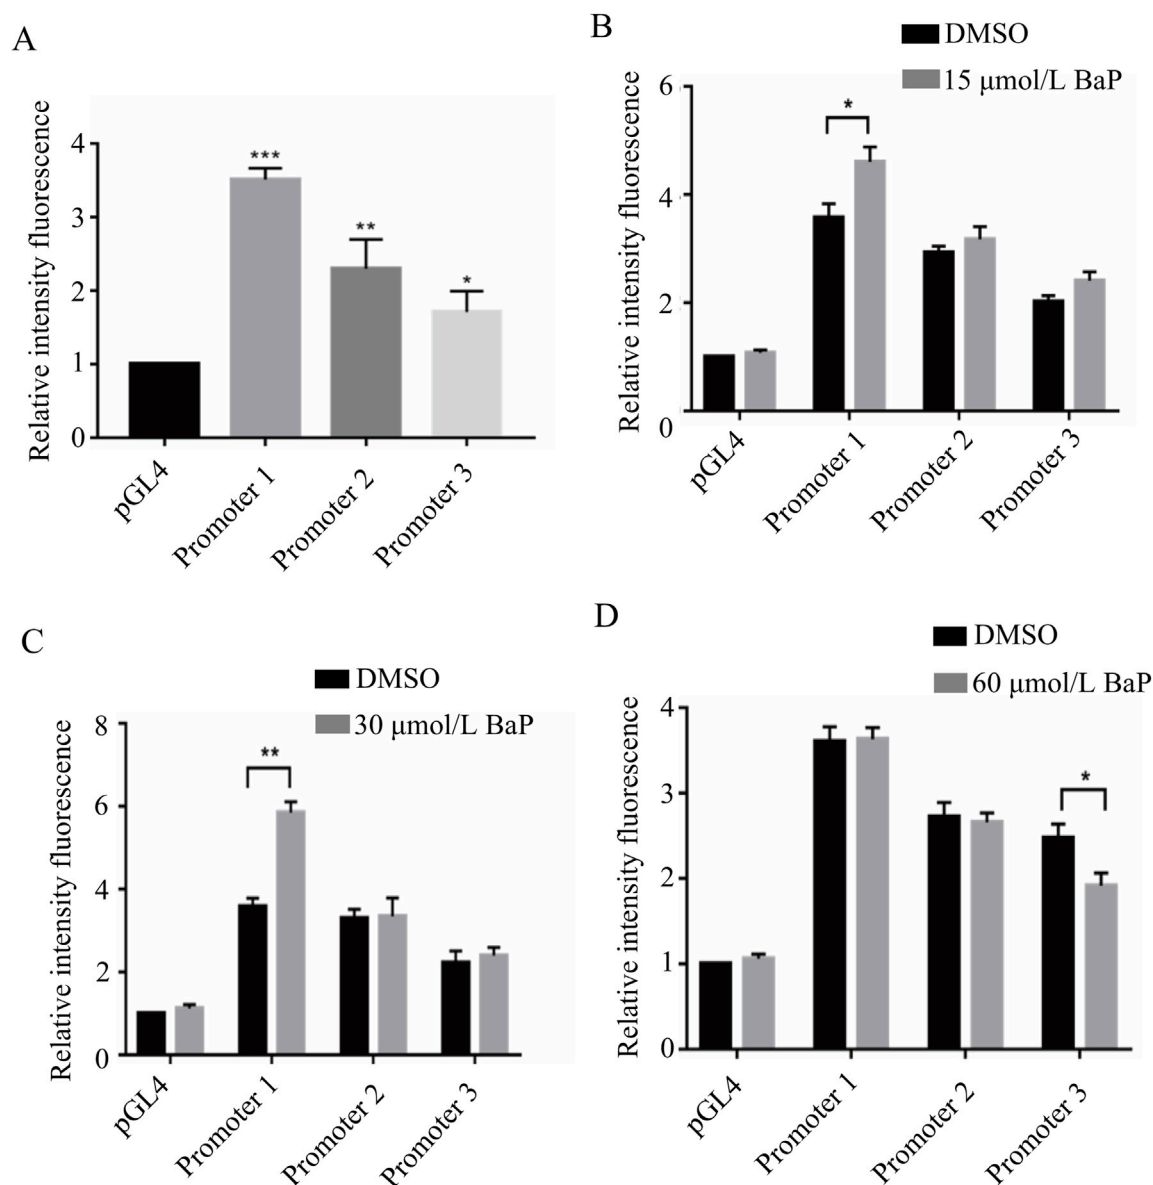 A
Relative intensity fluorescence
4
3
2
1
0
***
**
*
pGL4
Promoter 1
Promoter 2
Promoter 3
B
DMSO
15 μmol/L BaP
Relative intensity fluorescence
6
4
2
0
*
pGL4
Promoter 1
Promoter 2
Promoter 3
C
DMSO
30 μmol/L BaP
Relative intensity fluorescence
8
6
4
2
0
**
pGL4
Promoter 1
Promoter 2
Promoter 3
D
DMSO
60 μmol/L BaP
Relative intensity fluorescence
4
3
2
1
0
*
pGL4
Promoter 1
Promoter 2
Promoter 3